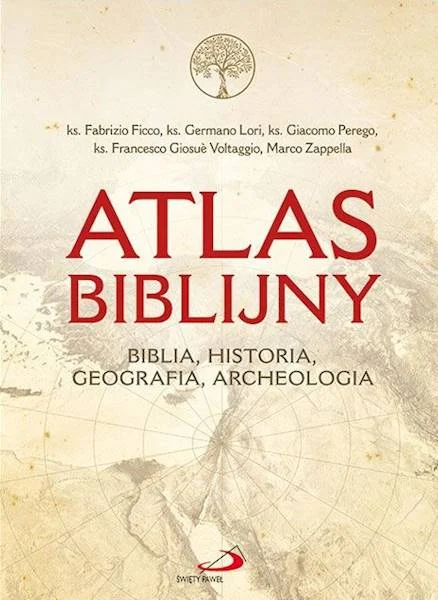 ks. Fabrizio Ficco, ks. Germano Lori, ks. Giacomo Perego,
ks. Francesco Giosuè Voltaggio, Marco Zappella
ATLAS
BIBLIJNY
BIBLIA, HISTORIA,
GEOGRAFIA, ARCHEOLOGIA
ŚWIĘTY PAWEŁ